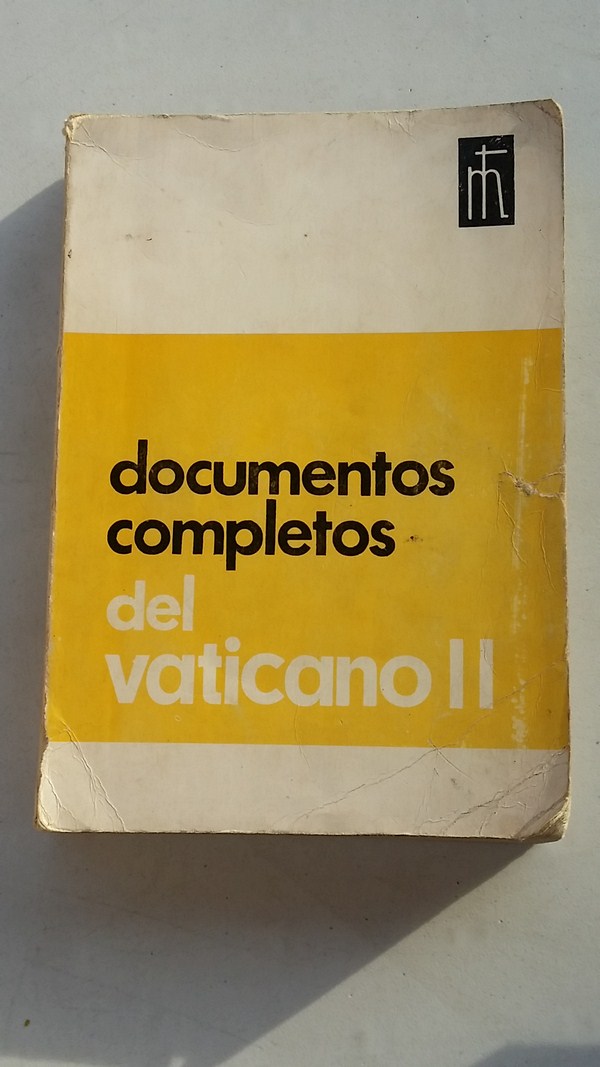 documentos
completos
del
vaticano II